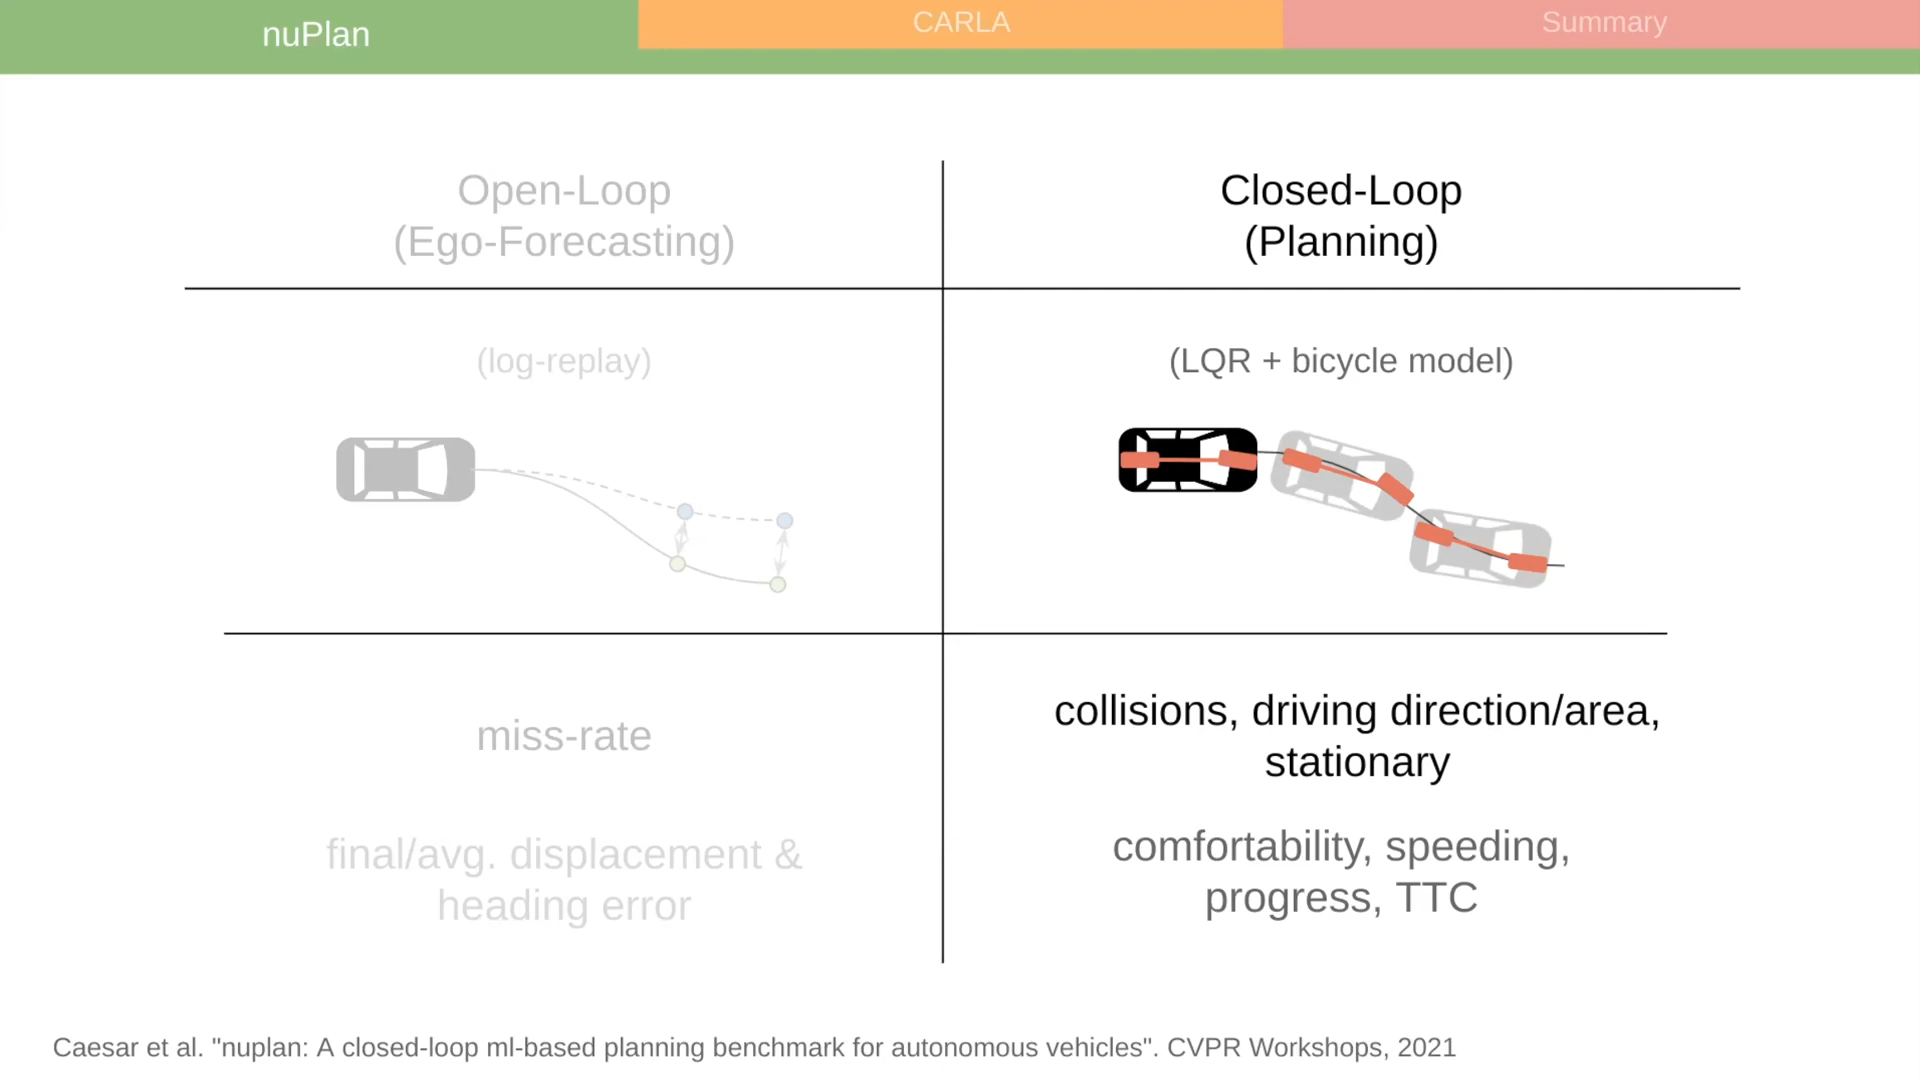 nuPlan
CARLA
Summary
Open-Loop
(Ego-Forecasting)
Closed-Loop
(Planning)
(log-replay)
(LQR + bicycle model)
miss-rate
final/avg. displacement &
heading error
collisions, driving direction/area,
stationary
comfortability, speeding,
progress, TTC
Caesar et al. "nuplan: A closed-loop ml-based planning benchmark for autonomous vehicles". CVPR Workshops, 2021